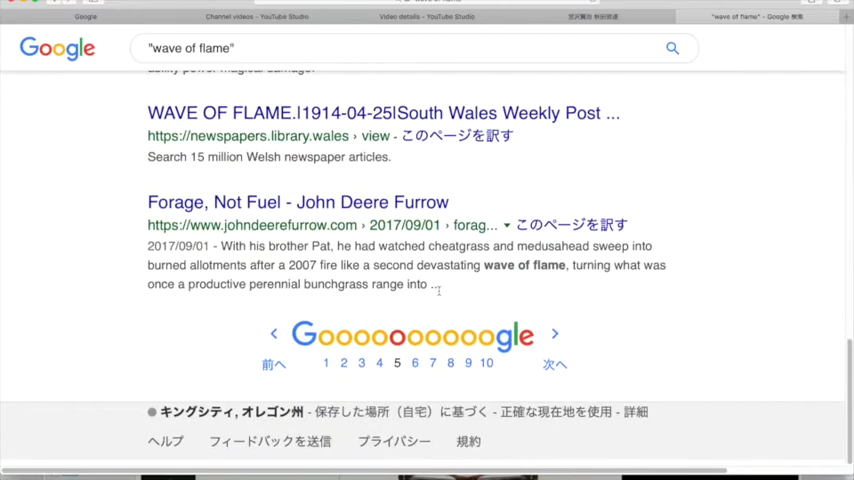 Google
Channel videos - YouTube Studio
Video details - YouTube Studio
"wave of flame" - Google 検索
Google
"wave of flame"
ability power magical damage.
WAVE OF FLAME.|1914-04-25|South Wales Weekly Post ...
https://newspapers.library.wales › view - このページを訳す
Search 15 million Welsh newspaper articles.
Forage, Not Fuel - John Deere Furrow
https://www.johndeerefurrow.com › 2017/09/01 › forag... ▼ このページを訳す
2017/09/01 - With his brother Pat, he had watched cheatgrass and medusahead sweep into
burned allotments after a 2007 fire like a second devastating wave of flame, turning what was
once a productive perennial bunchgrass range into ...
Goooooooooogle
前へ 1 2 3 4 5 6 7 8 9 10 次へ
キングシティ, オレゴン州 - 保存した場所（自宅）に基づく - 正確な現在地を使用 - 詳細
ヘルプ フィードバックを送信 プライバシー 規約